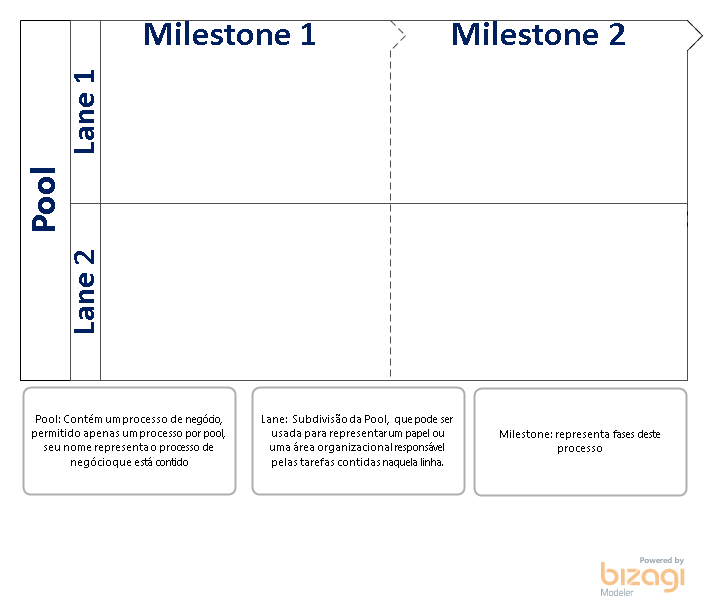 Milestone 1
Milestone 2
Pool
Lane 1
Lane 2
Pool: Contém um processo de negócio,
permitido apenas um processo por pool,
seu nome representa o processo de
negócio que está contido
Lane: Subdivisão da Pool, que pode ser
usada para representar um papel ou
uma área organizacional responsável
pelas tarefas contidas naquela linha.
Milestone: representa fases deste
processo
Powered by
bizagi
Modeler